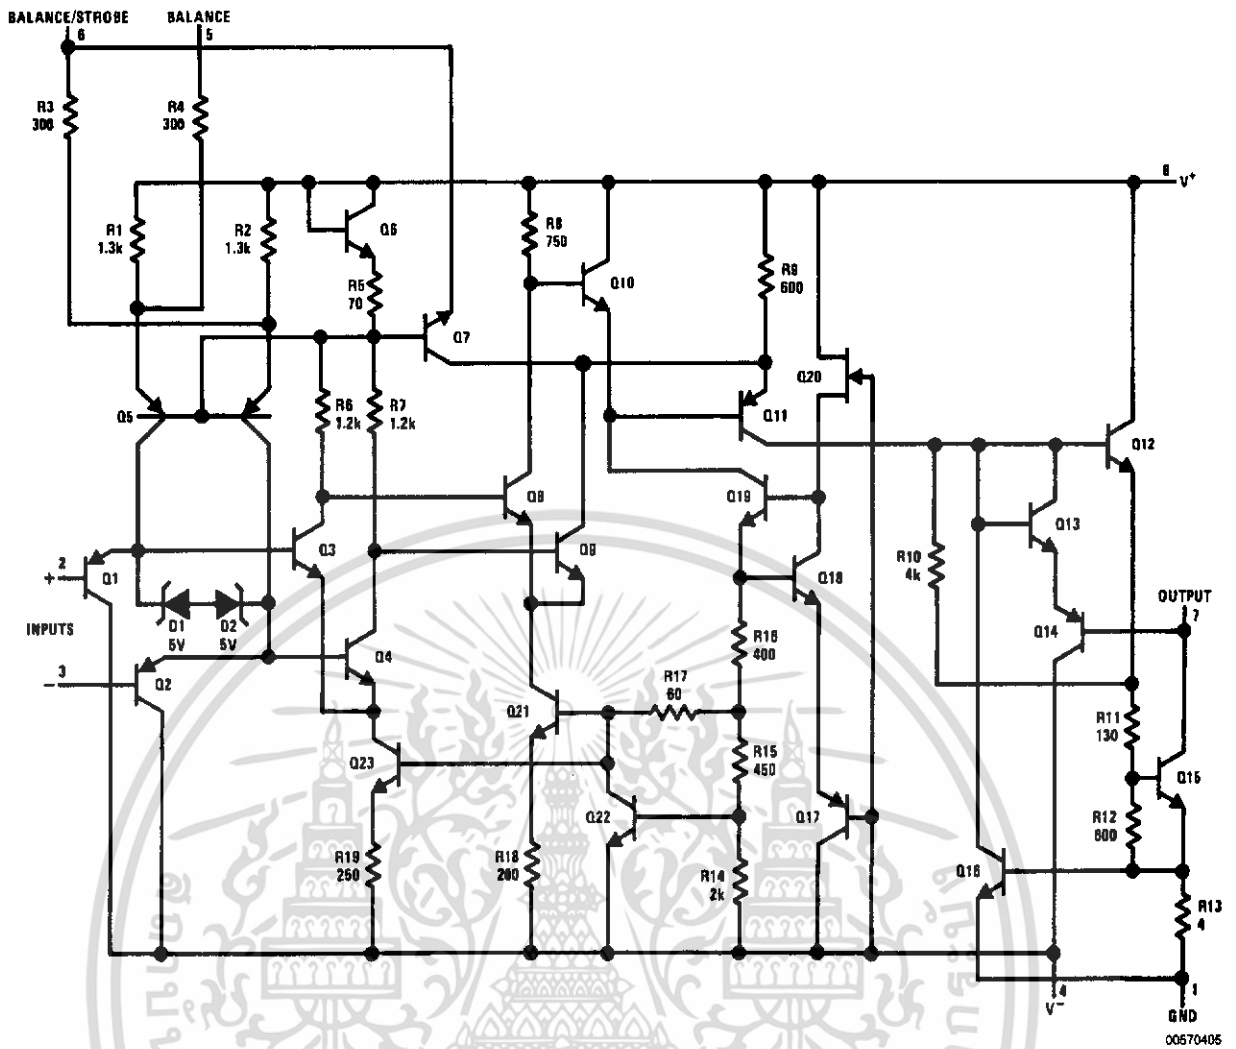 BALANCE/STROBE
6
BALANCE
5
R3
300
R4
300
8
V+
R1
1.3k
R2
1.3k
Q6
R5
70
R8
750
Q10
R9
600
Q7
Q20
Q5
R6
1.2k
R7
1.2k
Q11
Q12
Q8
Q19
Q13
Q3
Q9
R10
4k
2
+
Q1
Q18
OUTPUT
7
INPUTS
D1
5V
D2
5V
Q14
R16
400
3
−
Q2
Q4
R17
60
Q21
R11
130
R15
450
Q23
Q15
Q22
Q17
R12
600
R19
250
R18
200
R14
2k
Q16
R13
4
V−
4
1
GND
00570405